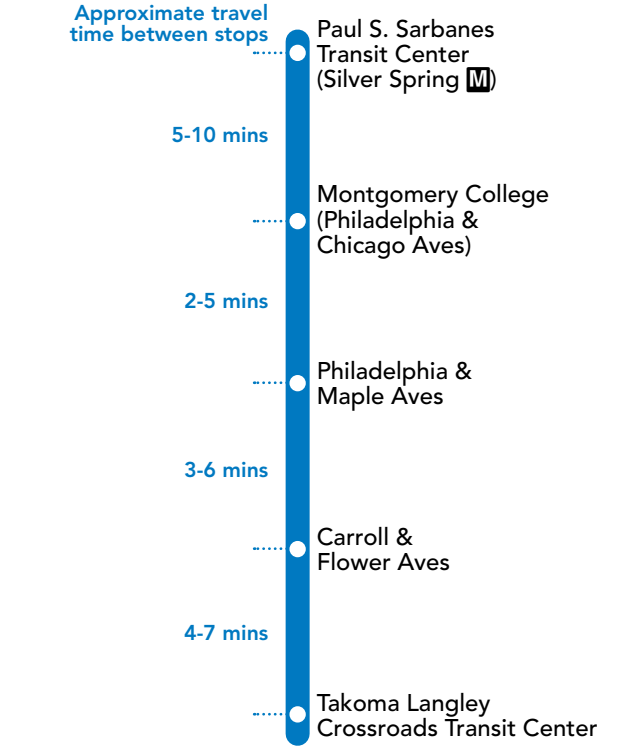 Approximate travel
time between stops
Paul S. Sarbanes
Transit Center
(Silver Spring M)
5-10 mins
Montgomery College
(Philadelphia &
Chicago Aves)
2-5 mins
Philadelphia &
Maple Aves
3-6 mins
Carroll &
Flower Aves
4-7 mins
Takoma Langley
Crossroads Transit Center